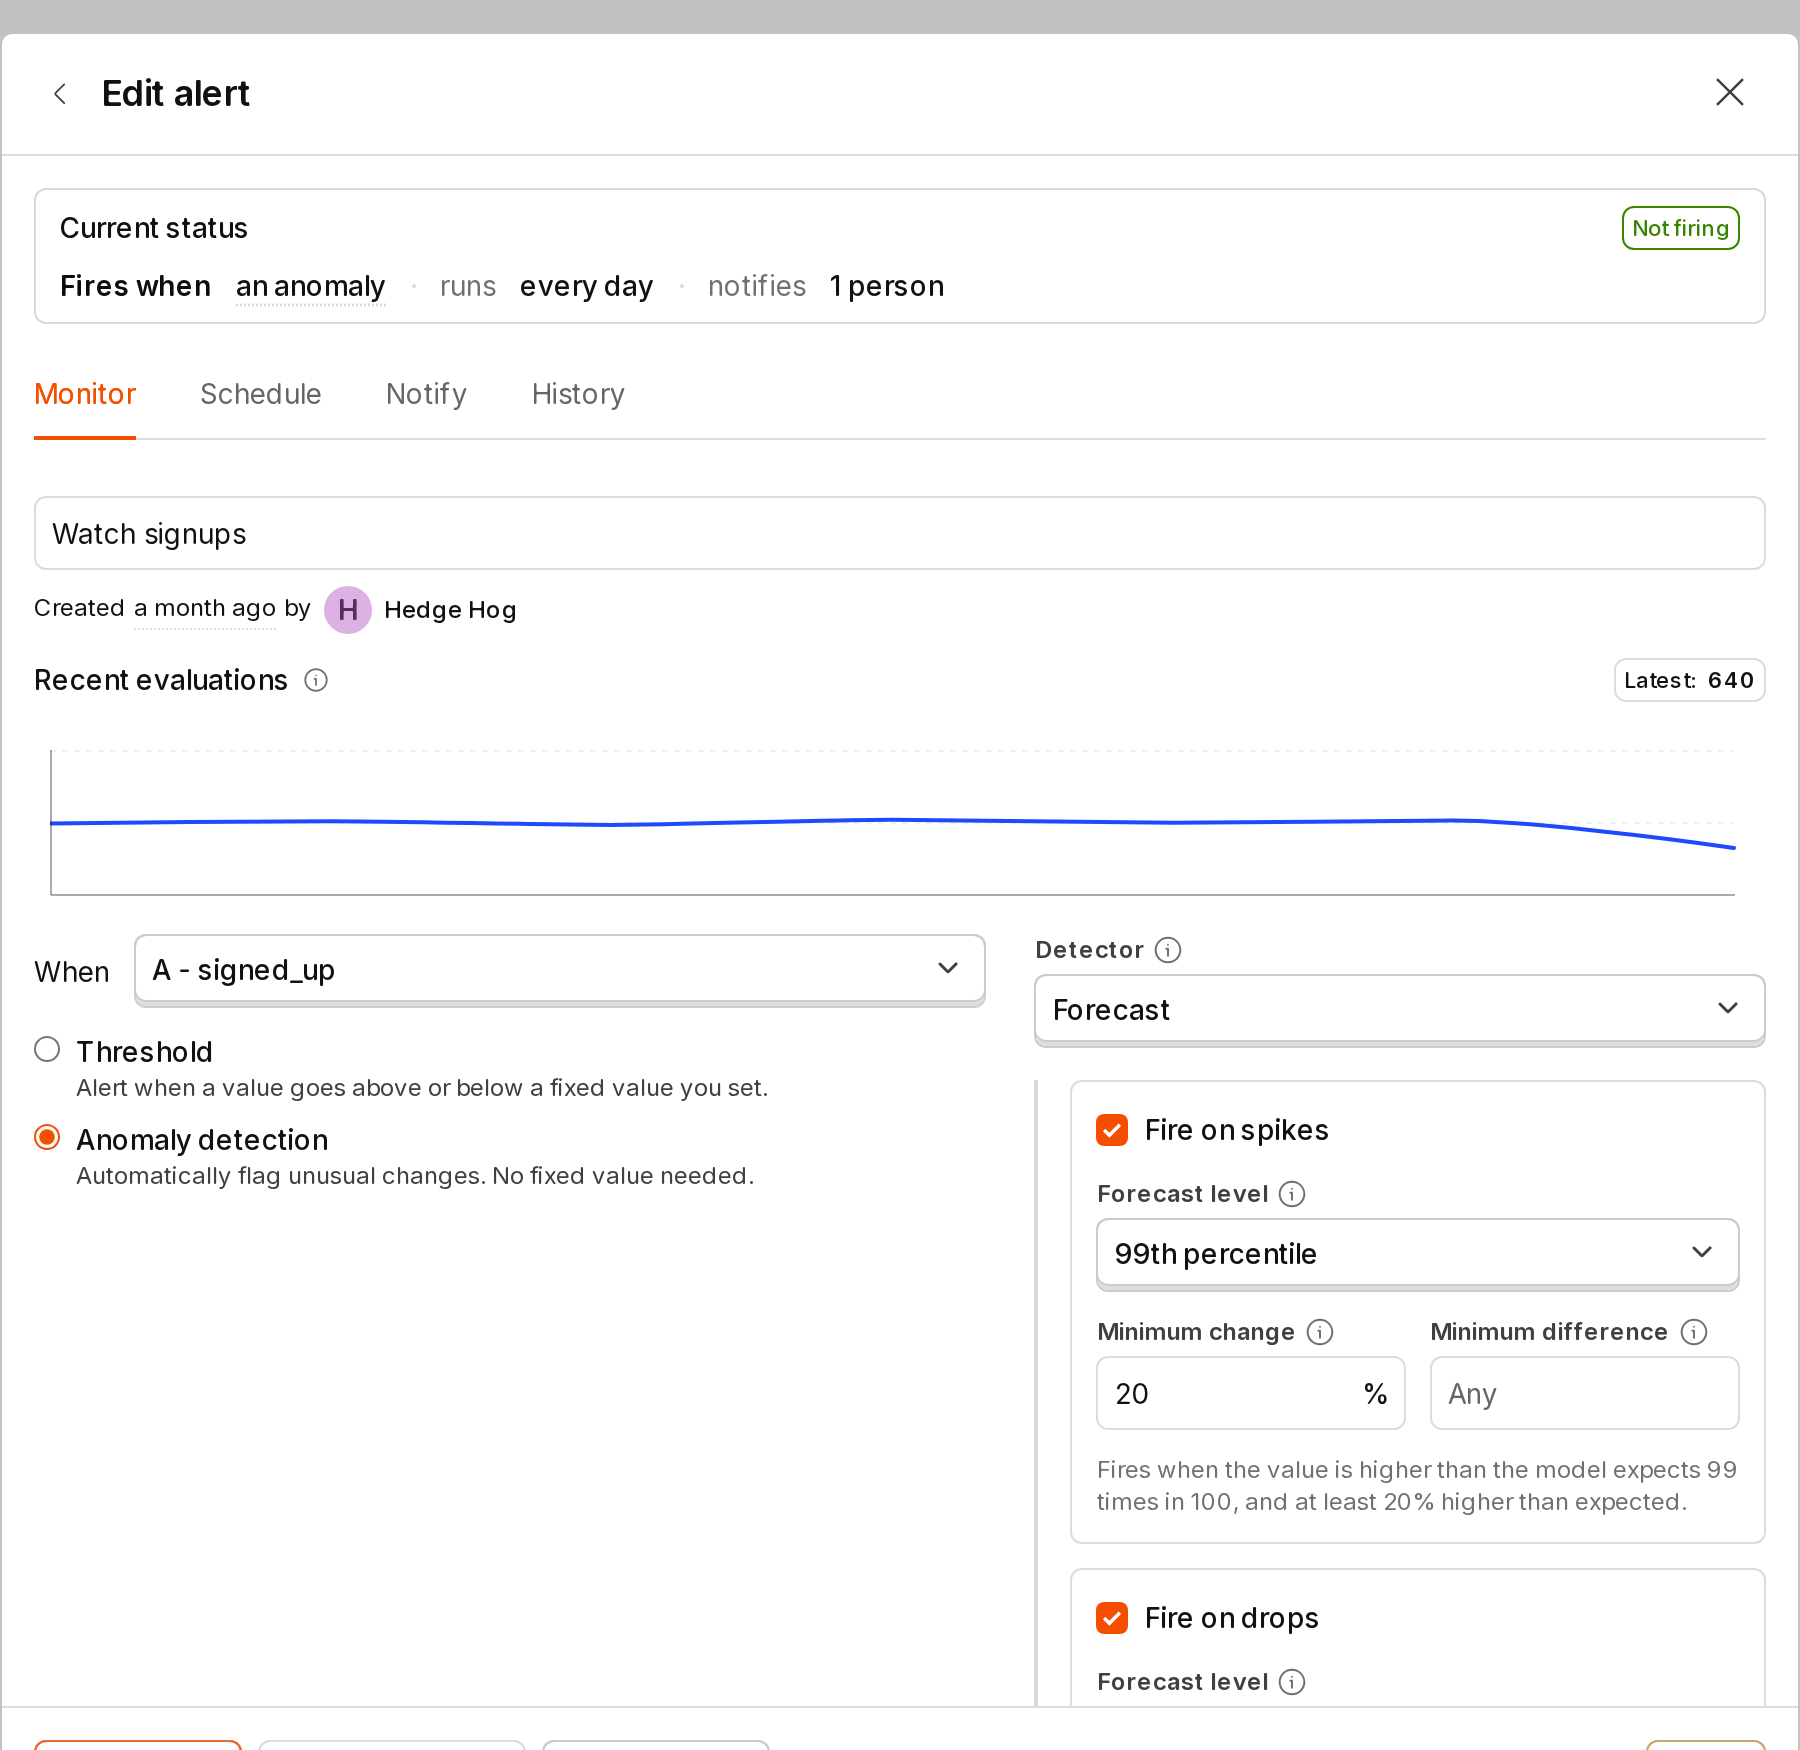 Edit alert
Current status
Not firing
Fires when an anomaly · runs every day · notifies 1 person
Monitor Schedule Notify History
Watch signups
Created a month ago by H Hedge Hog
Recent evaluations
Latest: 640
When A - signed_up
Threshold
Alert when a value goes above or below a fixed value you set.
Anomaly detection
Automatically flag unusual changes. No fixed value needed.
Detector
Forecast
Fire on spikes
Forecast level
99th percentile
Minimum change Minimum difference
20 % Any
Fires when the value is higher than the model expects 99
times in 100, and at least 20% higher than expected.
Fire on drops
Forecast level